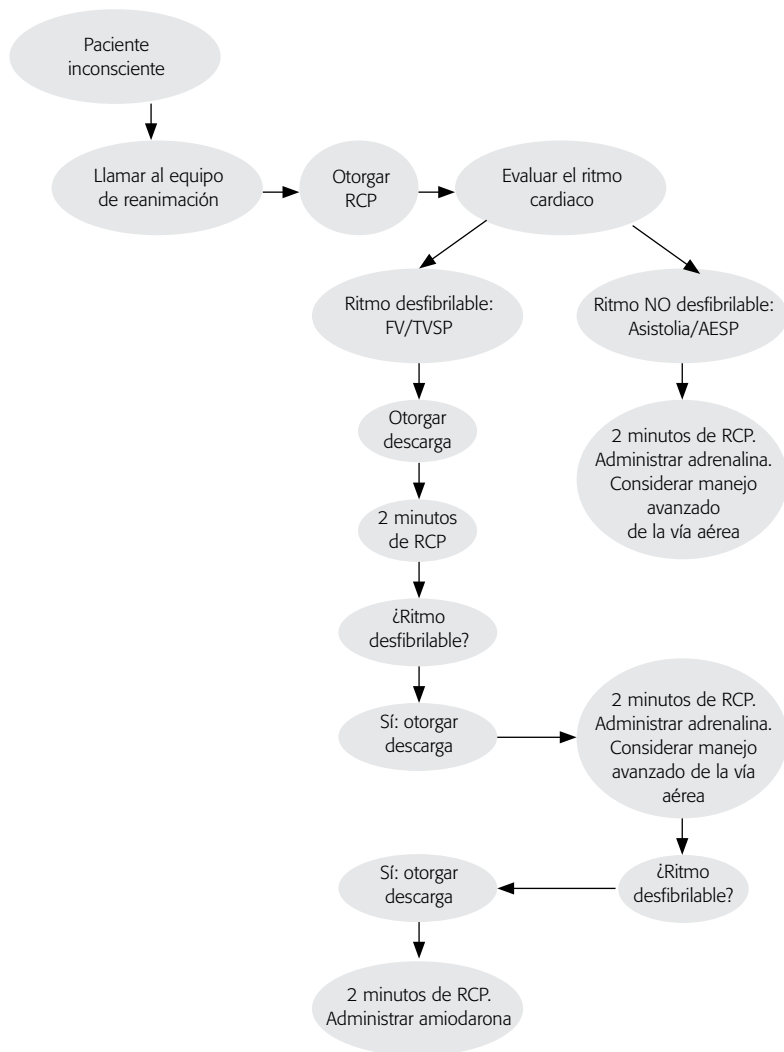 Paciente
inconsciente
Llamar al equipo
de reanimación
Otorgar
RCP
Evaluar el ritmo
cardiaco
Ritmo desfibrilable:
FV/TVSP
Ritmo NO desfibrilable:
Asistolia/AESP
Otorgar
descarga
2 minutos de RCP.
Administrar adrenalina.
Considerar manejo
avanzado
de la vía aérea
2 minutos
de RCP
¿Ritmo
desfibrilable?
Sí: otorgar
descarga
2 minutos de RCP.
Administrar adrenalina.
Considerar manejo
avanzado de la vía
aérea
¿Ritmo
desfibrilable?
Sí: otorgar
descarga
2 minutos de RCP.
Administrar amiodarona